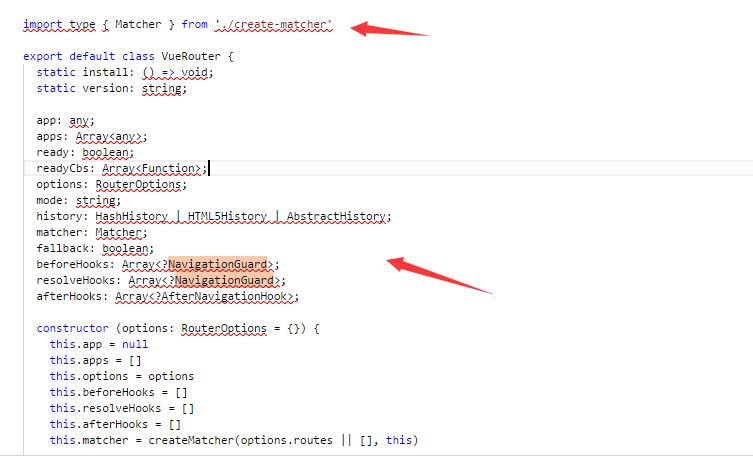 import type { Matcher } from './create-matcher'
export default class VueRouter {
static install: () => void;
static version: string;
app: any;
apps: Array<any>;
ready: boolean;
readyCbs: Array<Function>;
options: RouterOptions;
mode: string;
history: HashHistory | HTML5History | AbstractHistory;
matcher: Matcher;
fallback: boolean;
beforeHooks: Array<?NavigationGuard>;
resolveHooks: Array<?NavigationGuard>;
afterHooks: Array<?AfterNavigationHook>;
constructor (options: RouterOptions = {}) {
this.app = null
this.apps = []
this.options = options
this.beforeHooks = []
this.resolveHooks = []
this.afterHooks = []
this.matcher = createMatcher(options.routes || [], this)